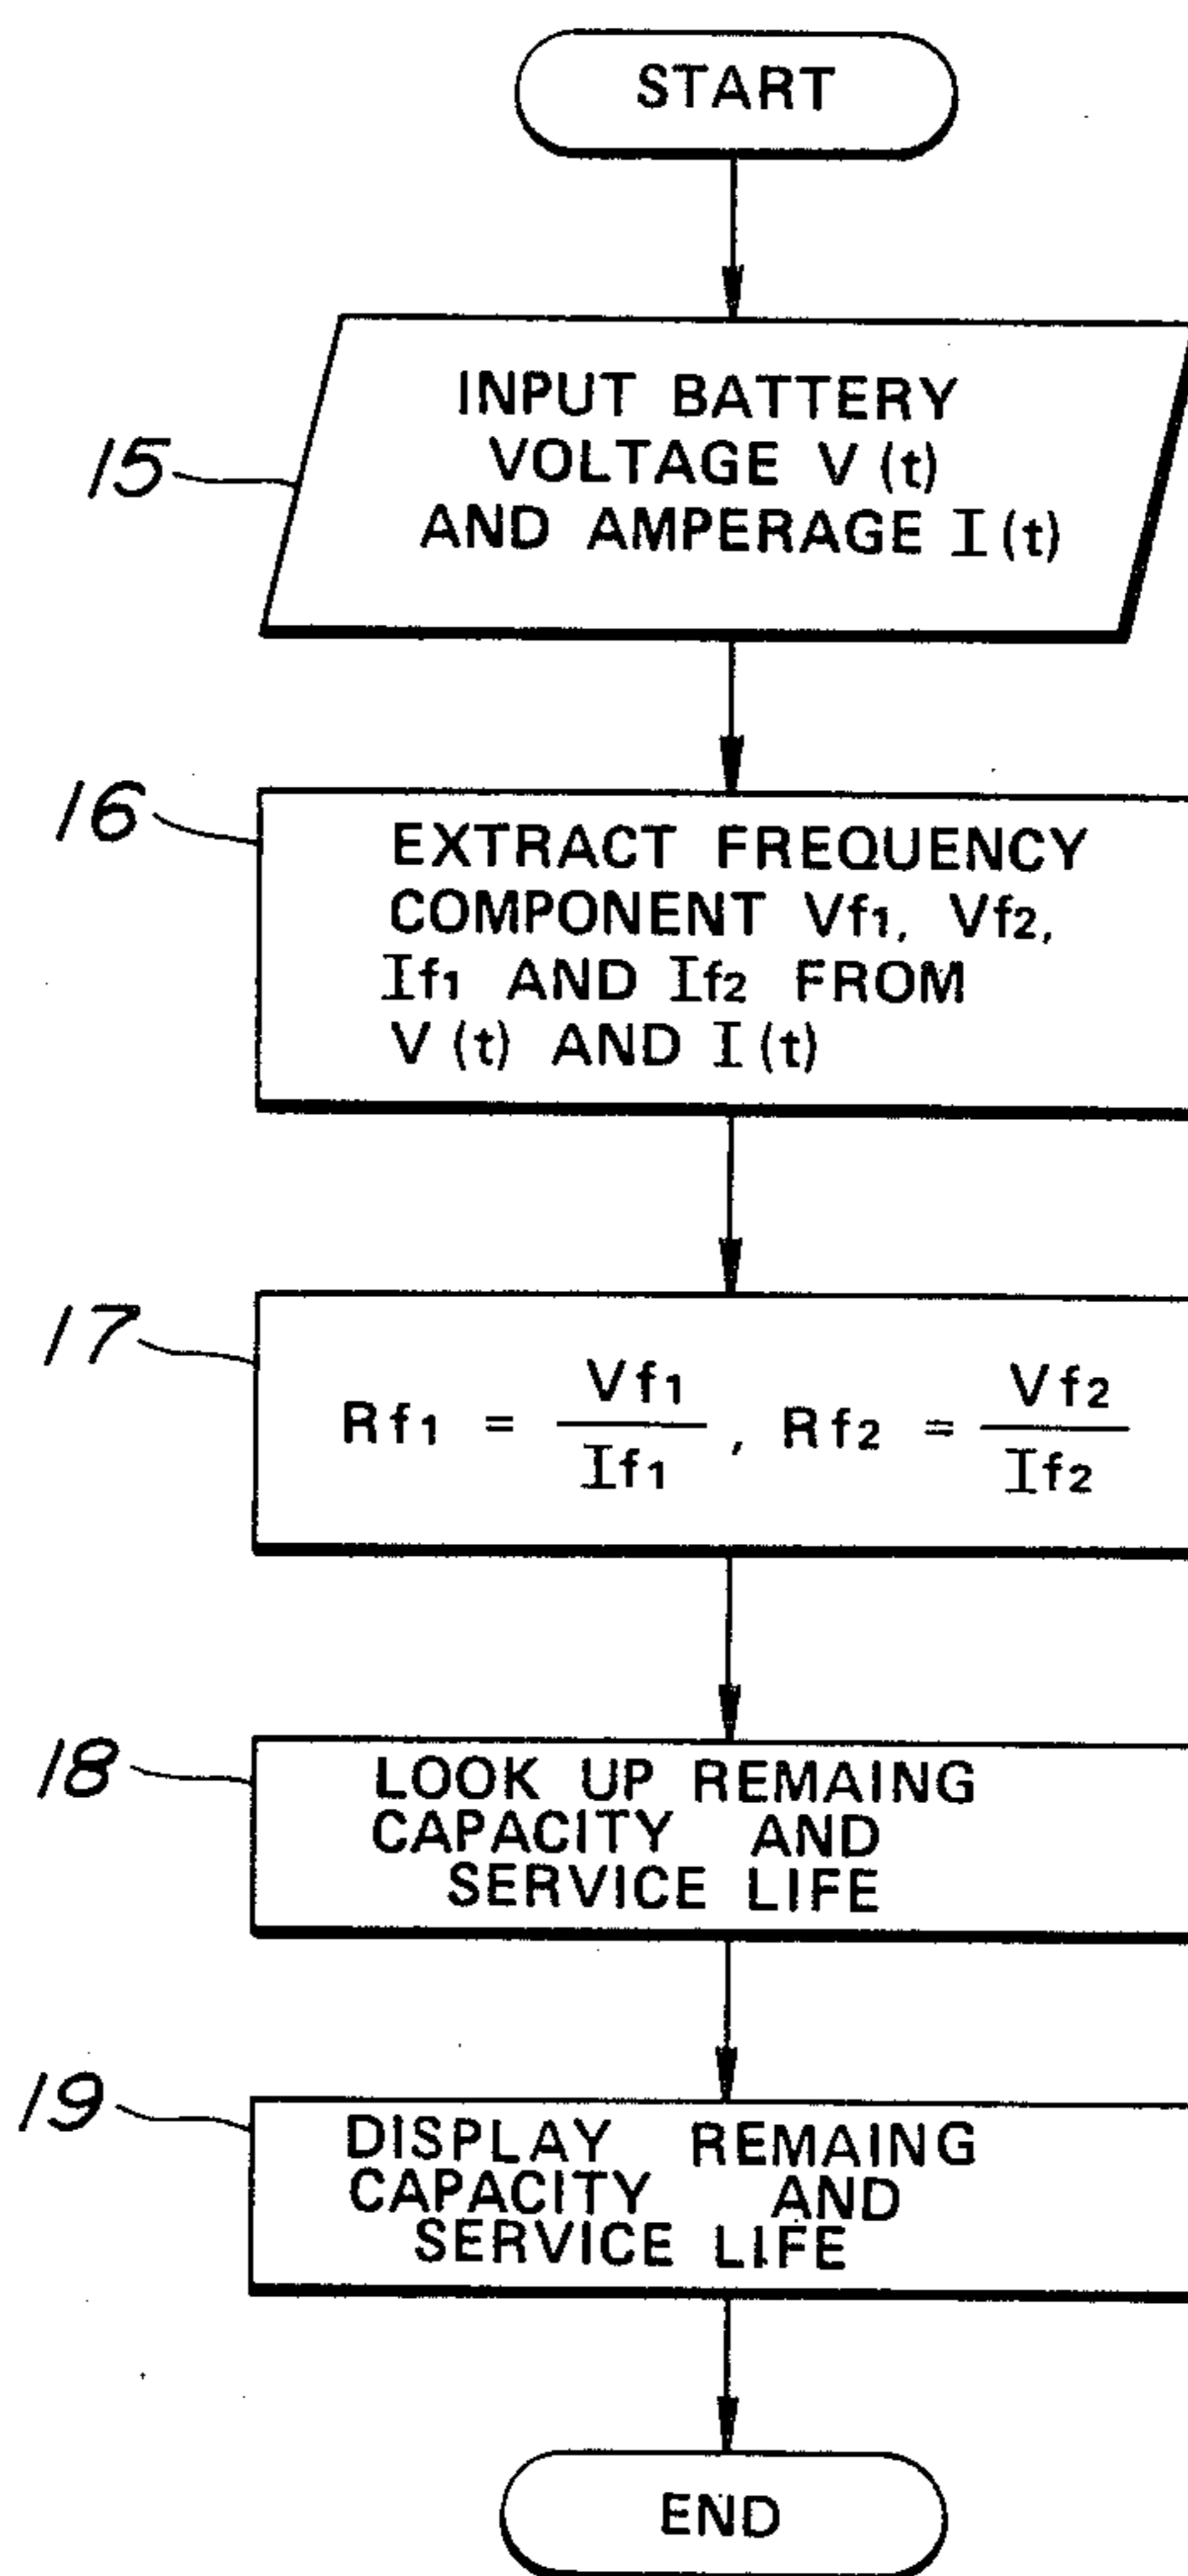 START
15
INPUT BATTERY
VOLTAGE V (t)
AND AMPERAGE I (t)
16
EXTRACT FREQUENCY
COMPONENT Vf1, Vf2,
If1 AND If2 FROM
V (t) AND I (t)
17
Rf1 = Vf1 / If1 , Rf2 = Vf2 / If2
18
LOOK UP REMAING
CAPACITY AND
SERVICE LIFE
19
DISPLAY REMAING
CAPACITY AND
SERVICE LIFE
END